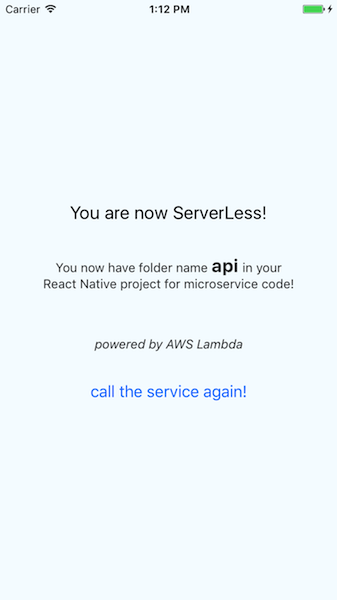 Carrier 1:12 PM
You are now ServerLess!
You now have folder name api in your
React Native project for microservice code!
powered by AWS Lambda
call the service again!